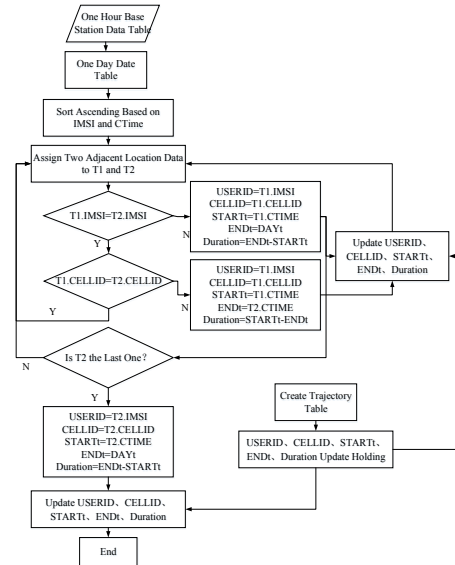 One Hour Base
Station Data Table
One Day Date
Table
Sort Ascending Based on
IMSI and CTime
Assign Two Adjacent Location Data
to T1 and T2
T1.IMSI=T2.IMSI
N
Y
USERID=T1.IMSI
CELLID=T1.CELLID
STARTt=T1.CTIME
ENDt=DAYt
Duration=ENDt-STARTt
Update USERID、
CELLID、STARTt、
ENDt、Duration
T1.CELLID=T2.CELLID
N
Y
USERID=T1.IMSI
CELLID=T1.CELLID
STARTt=T1.CTIME
ENDt=T2.CTIME
Duration=STARTt-ENDt
Is T2 the Last One?
N
Y
USERID=T2.IMSI
CELLID=T2.CELLID
STARTt=T2.CTIME
ENDt=DAYt
Duration=ENDt-STARTt
Create Trajectory
Table
USERID、CELLID、STARTt、
ENDt、Duration Update Holding
Update USERID、CELLID、
STARTt、ENDt、Duration
End